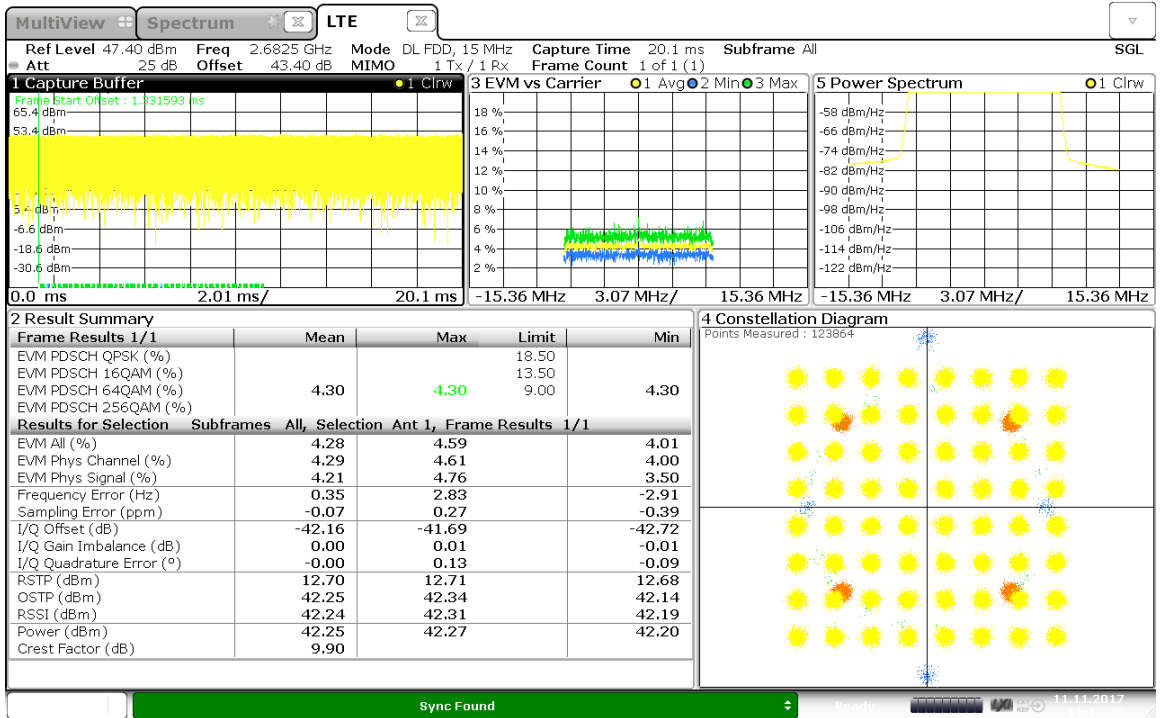 MultiView Spectrum LTE
Ref Level 47.40 dBm Freq 2.6825 GHz Mode DL FDD, 15 MHz Capture Time 20.1 ms Subframe All SGL
Att 25 dB Offset 43.40 dB MIMO 1 Tx / 1 Rx Frame Count 1 of 1 (1)
1 Capture Buffer 1 Clrw
Frame Start Offset : 1.331593 ms
65.4 dBm
53.4 dBm
5.4 dBm
-6.6 dBm
-18.6 dBm
-30.6 dBm
0.0 ms 2.01 ms/ 20.1 ms
3 EVM vs Carrier 1 Avg 2 Min 3 Max
18 %
16 %
14 %
12 %
10 %
8 %
6 %
4 %
2 %
-15.36 MHz 3.07 MHz/ 15.36 MHz
5 Power Spectrum 1 Clrw
-58 dBm/Hz
-66 dBm/Hz
-74 dBm/Hz
-82 dBm/Hz
-90 dBm/Hz
-98 dBm/Hz
-106 dBm/Hz
-114 dBm/Hz
-122 dBm/Hz
-15.36 MHz 3.07 MHz/ 15.36 MHz
2 Result Summary
Frame Results 1/1 Mean Max Limit Min
EVM PDSCH QPSK (%) 18.50
EVM PDSCH 16QAM (%) 13.50
EVM PDSCH 64QAM (%) 4.30 4.30 9.00 4.30
EVM PDSCH 256QAM (%)
Results for Selection Subframes All, Selection Ant 1, Frame Results 1/1
EVM All (%) 4.28 4.59 4.01
EVM Phys Channel (%) 4.29 4.61 4.00
EVM Phys Signal (%) 4.21 4.76 3.50
Frequency Error (Hz) 0.35 2.83 -2.91
Sampling Error (ppm) -0.07 0.27 -0.39
I/Q Offset (dB) -42.16 -41.69 -42.72
I/Q Gain Imbalance (dB) 0.00 0.01 -0.01
I/Q Quadrature Error (°) -0.00 0.13 -0.09
RSTP (dBm) 12.70 12.71 12.68
OSTP (dBm) 42.25 42.34 42.14
RSSI (dBm) 42.24 42.31 42.19
Power (dBm) 42.25 42.27 42.20
Crest Factor (dB) 9.90
4 Constellation Diagram
Points Measured : 123864
Sync Found
Ready
LXI
REF
11.11.2017